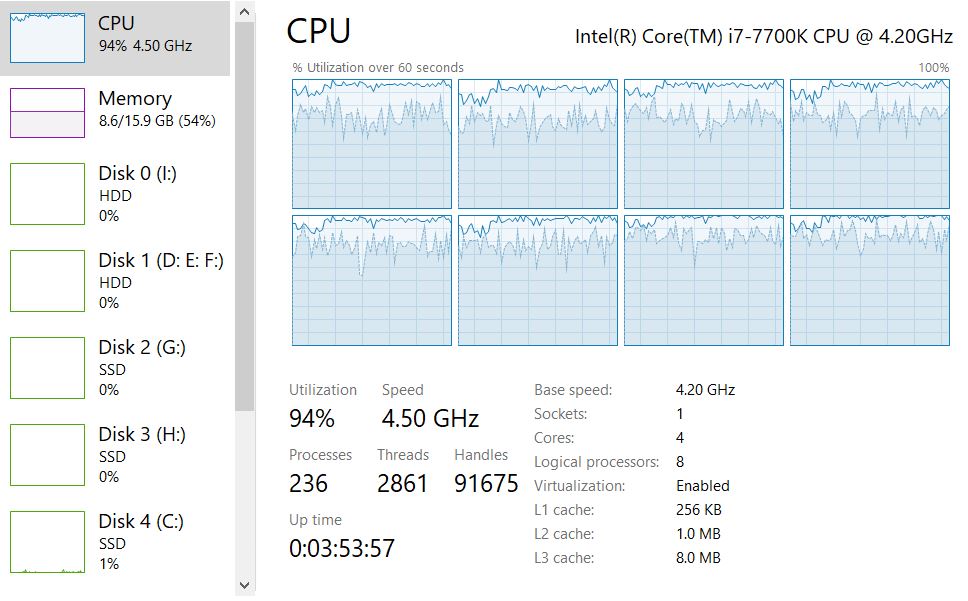 CPU
94% 4.50 GHz
Memory
8.6/15.9 GB (54%)
Disk 0 (I:)
HDD
0%
Disk 1 (D: E: F:)
HDD
0%
Disk 2 (G:)
SSD
0%
Disk 3 (H:)
SSD
0%
Disk 4 (C:)
SSD
1%
CPU
Intel(R) Core(TM) i7-7700K CPU @ 4.20GHz
% Utilization over 60 seconds
100%
Utilization Speed
94% 4.50 GHz
Processes Threads Handles
236 2861 91675
Up time
0:03:53:57
Base speed: 4.20 GHz
Sockets: 1
Cores: 4
Logical processors: 8
Virtualization: Enabled
L1 cache: 256 KB
L2 cache: 1.0 MB
L3 cache: 8.0 MB